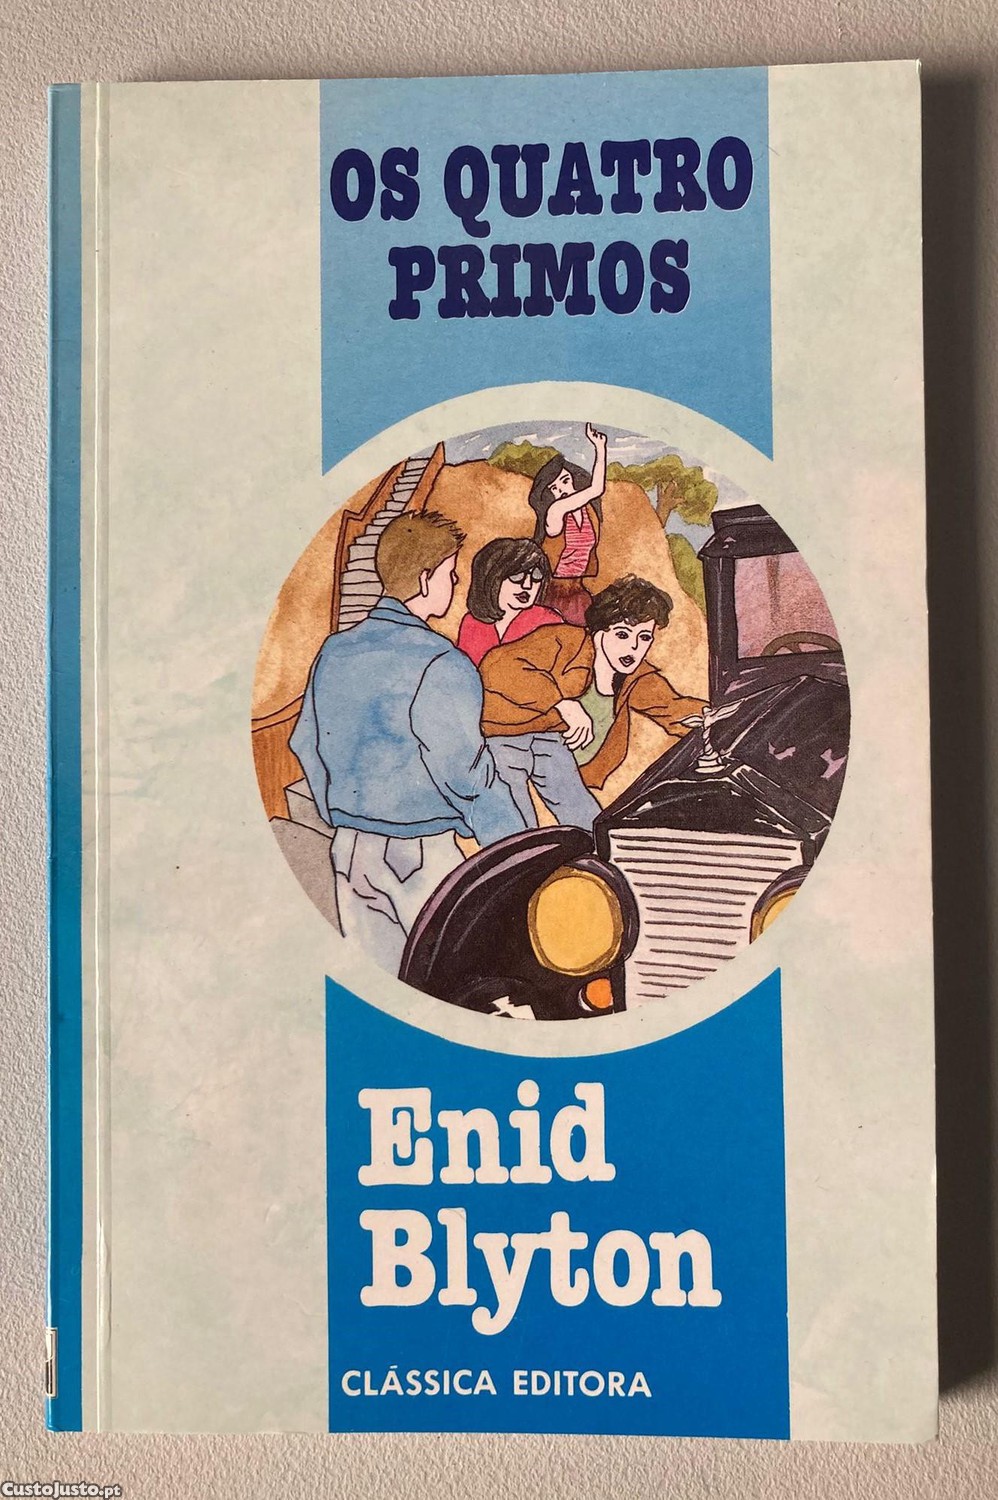 OS QUATRO
PRIMOS
Enid
Blyton
CLÁSSICA EDITORA
CustoJusto.pt